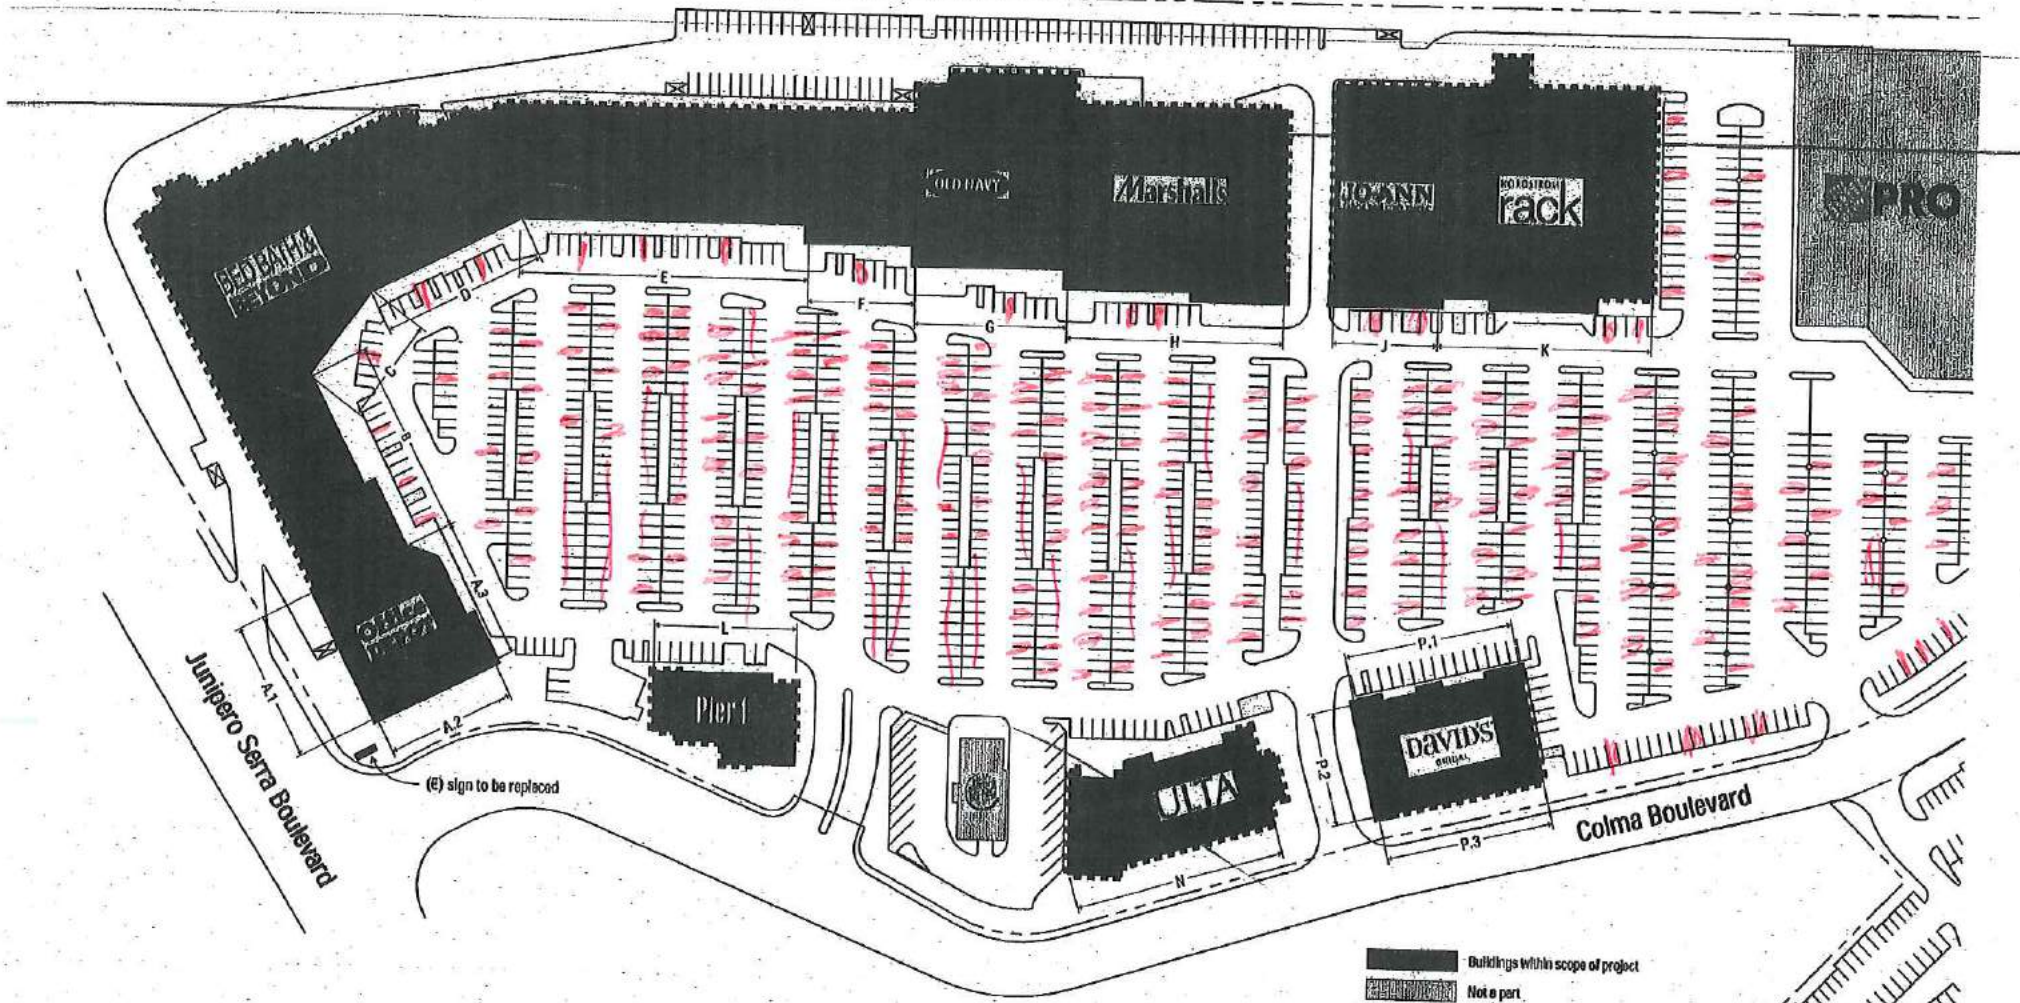 OLD NAVY
Marshalls
JO-ANN
NORDSTROM
rack
PRO
BED BATH &
BEYOND
E
D
F
G
H
J
K
C
B
A.3
L
P.1
Pier 1
A.1
A.2
Junipero Serra Boulevard
(E) sign to be replaced
ULTA
DAVID'S
BRIDAL
P.2
P.3
N
Colma Boulevard
Buildings within scope of project
Not a part